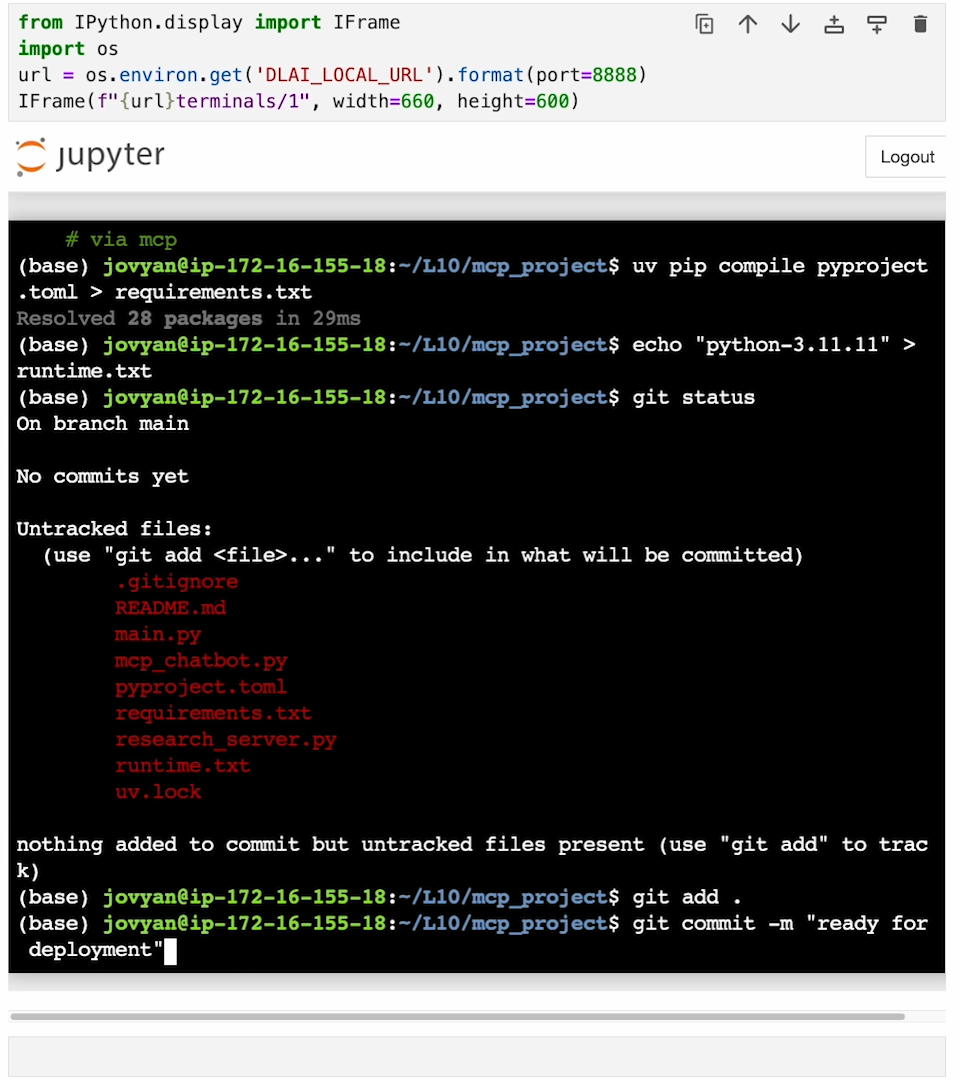 from IPython.display import IFrame
import os
url = os.environ.get('DLAI_LOCAL_URL').format(port=8888)
IFrame(f"{url}terminals/1", width=660, height=600)
jupyter
Logout
# via mcp
(base) jovyan@ip-172-16-155-18:~/L10/mcp_project$ uv pip compile pyproject
.toml > requirements.txt
Resolved 28 packages in 29ms
(base) jovyan@ip-172-16-155-18:~/L10/mcp_project$ echo "python-3.11.11" >
runtime.txt
(base) jovyan@ip-172-16-155-18:~/L10/mcp_project$ git status
On branch main
No commits yet
Untracked files:
(use "git add <file>..." to include in what will be committed)
.gitignore
README.md
main.py
mcp_chatbot.py
pyproject.toml
requirements.txt
research_server.py
runtime.txt
uv.lock
nothing added to commit but untracked files present (use "git add" to trac
k)
(base) jovyan@ip-172-16-155-18:~/L10/mcp_project$ git add .
(base) jovyan@ip-172-16-155-18:~/L10/mcp_project$ git commit -m "ready for
deployment"